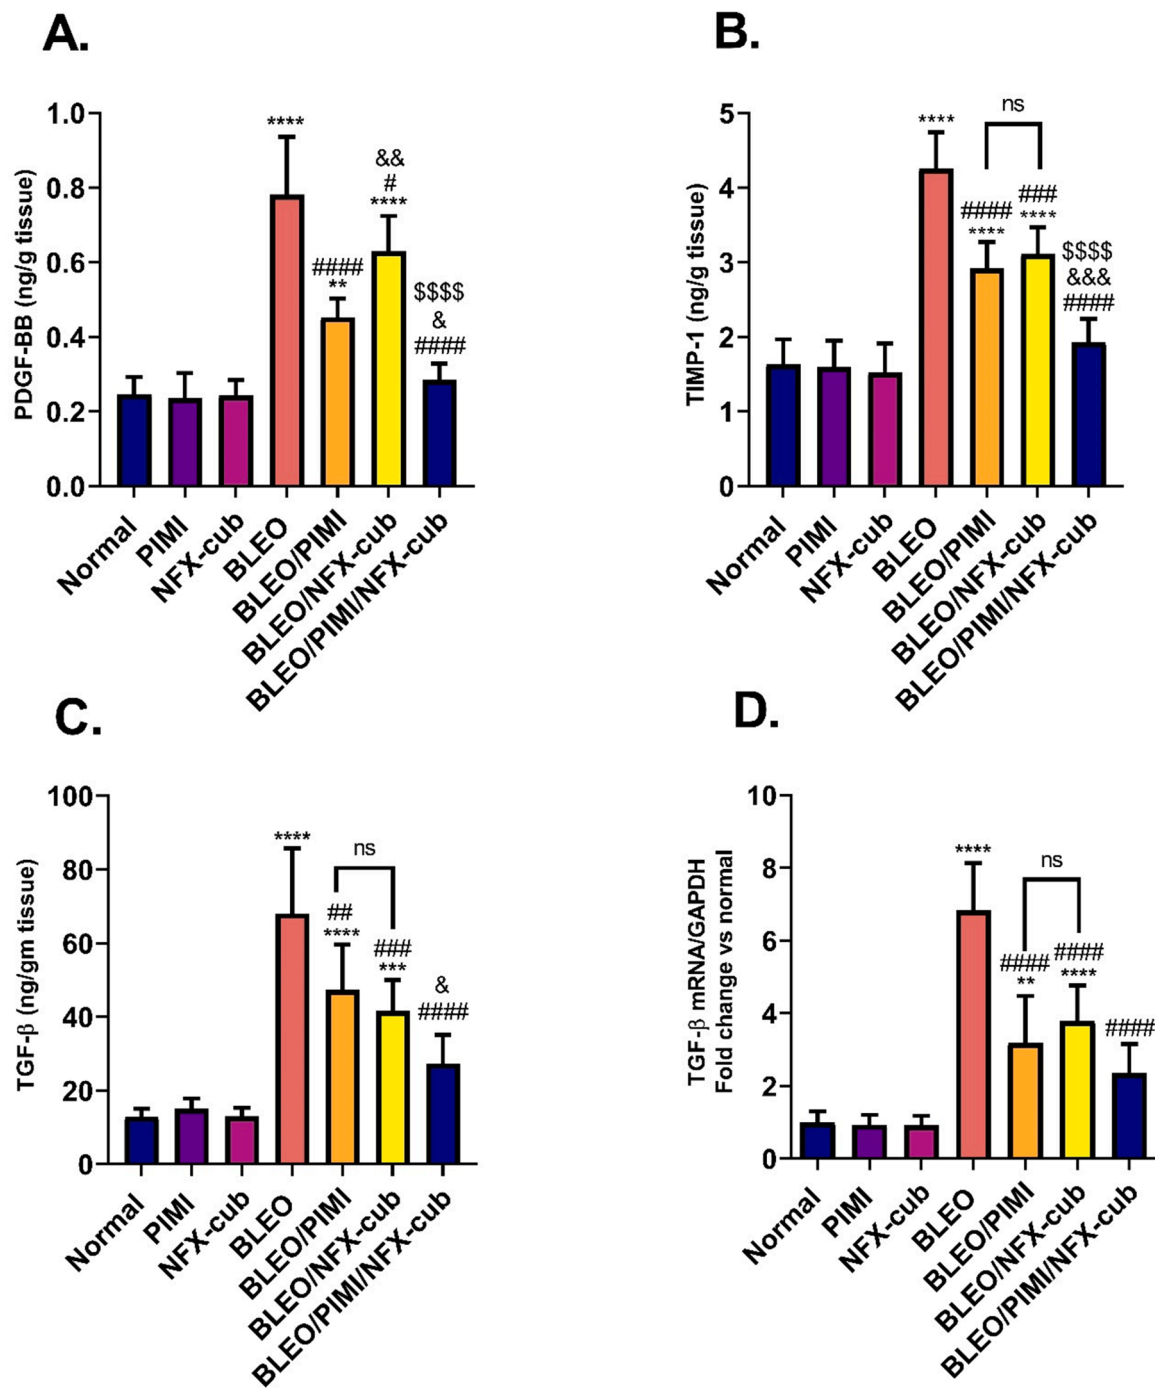 A.
PDGF-BB (ng/g tissue)
1.0
0.8
0.6
0.4
0.2
0.0
****
####
**
&&
#
****
$$$$
&
####
Normal
PIMI
NFX-cub
BLEO
BLEO/PIMI
BLEO/NFX-cub
BLEO/PIMI/NFX-cub
B.
TIMP-1 (ng/g tissue)
5
4
3
2
1
0
****
ns
####
****
###
****
$$$$
&&&
####
Normal
PIMI
NFX-cub
BLEO
BLEO/PIMI
BLEO/NFX-cub
BLEO/PIMI/NFX-cub
C.
TGF-β (ng/gm tissue)
100
80
60
40
20
0
****
ns
##
****
###
***
&
####
Normal
PIMI
NFX-cub
BLEO
BLEO/PIMI
BLEO/NFX-cub
BLEO/PIMI/NFX-cub
D.
TGF-β mRNA/GAPDH
Fold change vs normal
10
8
6
4
2
0
****
ns
####
**
####
****
####
Normal
PIMI
NFX-cub
BLEO
BLEO/PIMI
BLEO/NFX-cub
BLEO/PIMI/NFX-cub